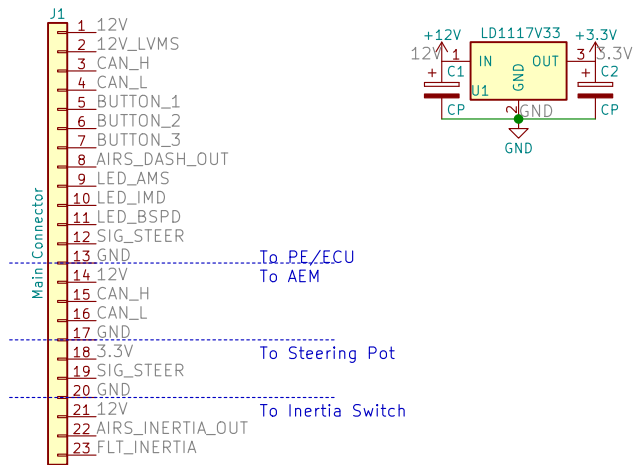 J1
1 12V
2 12V_LVMS
3 CAN_H
4 CAN_L
5 BUTTON_1
6 BUTTON_2
7 BUTTON_3
8 AIRS_DASH_OUT
9 LED_AMS
10 LED_IMD
11 LED_BSPD
12 SIG_STEER
13 GND
To PE/ECU
To AEM
14 12V
15 CAN_H
16 CAN_L
17 GND
To Steering Pot
18 3.3V
19 SIG_STEER
20 GND
To Inertia Switch
21 12V
22 AIRS_INERTIA_OUT
23 FLT_INERTIA
Main Connector
+12V LD1117V33 +3.3V
12V 1 IN OUT 3 3.3V
+ C1 GND + C2
U1
CP 2 GND CP
GND